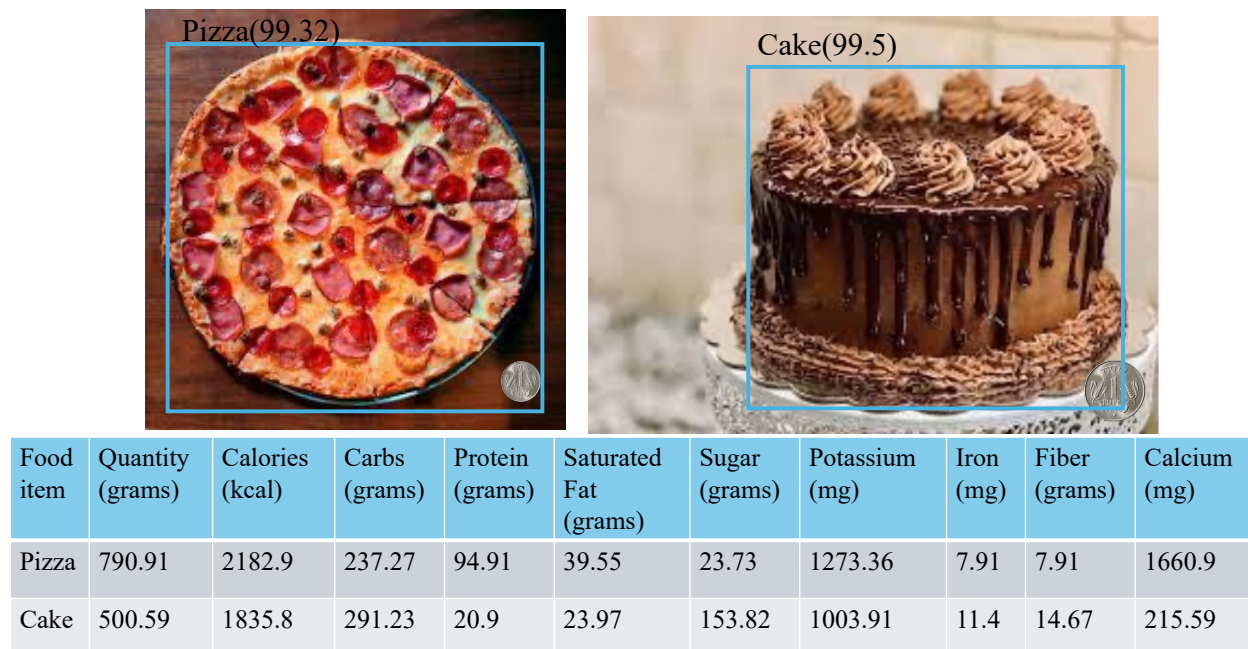 Pizza(99.32)
Cake(99.5)
Food item Quantity (grams) Calories (kcal) Carbs (grams) Protein (grams) Saturated Fat (grams) Sugar (grams) Potassium (mg) Iron (mg) Fiber (grams) Calcium (mg)
Pizza 790.91 2182.9 237.27 94.91 39.55 23.73 1273.36 7.91 7.91 1660.9
Cake 500.59 1835.8 291.23 20.9 23.97 153.82 1003.91 11.4 14.67 215.59